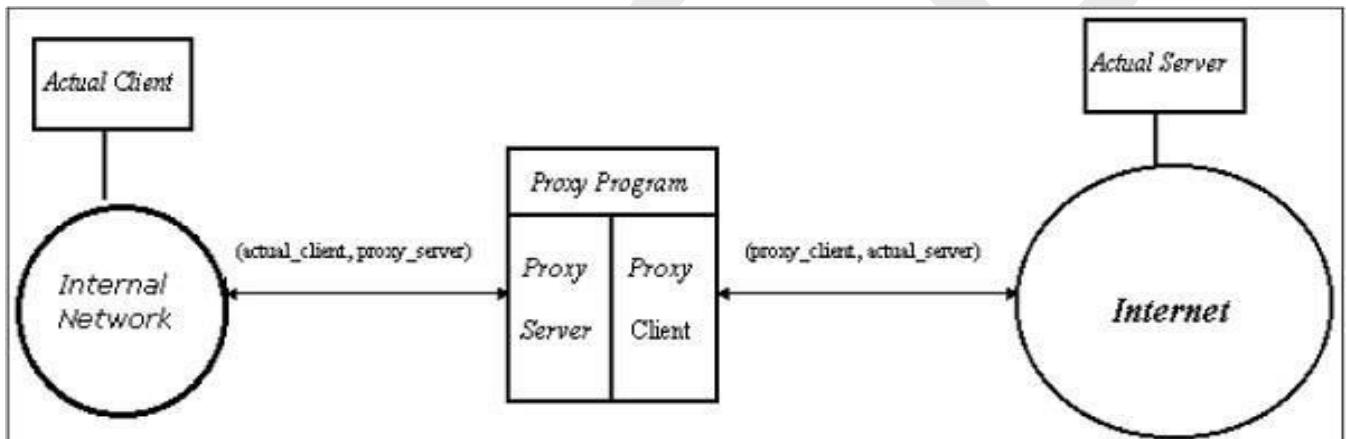 Actual Client
Actual Server
Proxy Program
(actual_client, proxy_server)
(proxy_client, actual_server)
Internal
Network
Proxy
Server
Proxy
Client
Internet